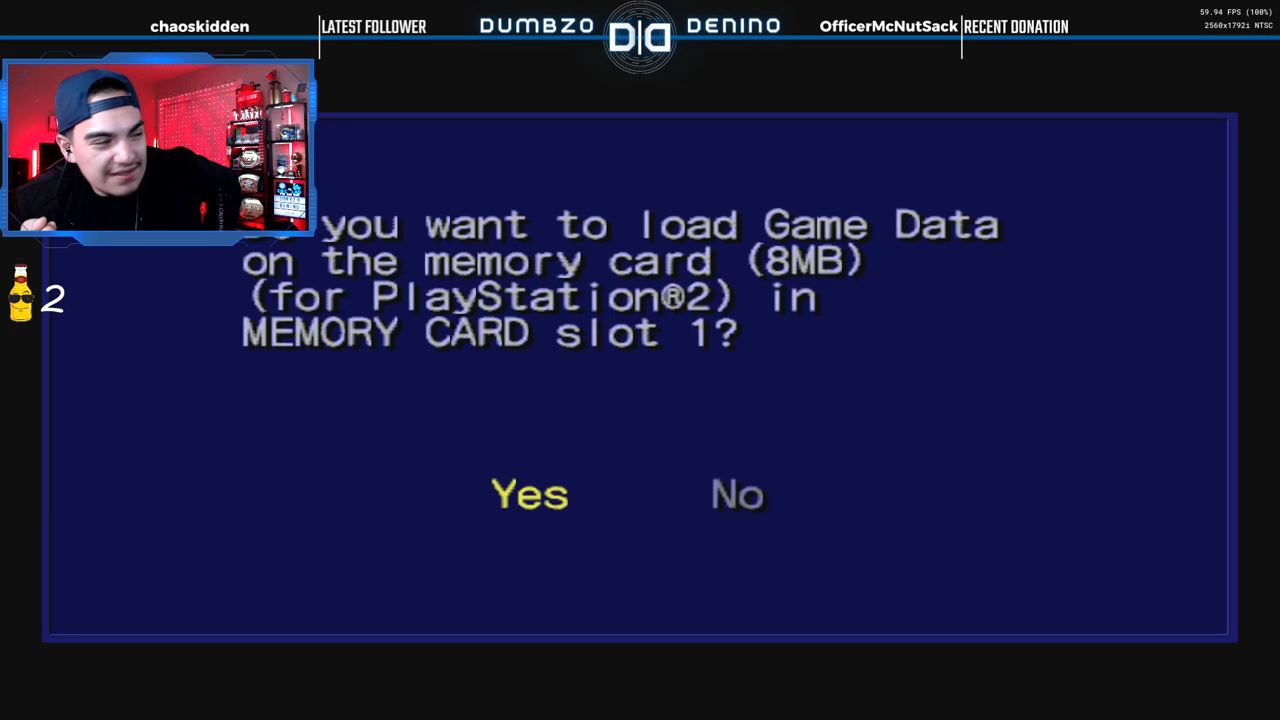 chaoskidden
LATEST FOLLOWER
DUMBZO DENINO
D|D
OfficerMcNutSack
RECENT DONATION
59.94 FPS (100%)
2560x1792i NTSC
you want to load Game Data
on the memory card (8MB)
(for PlayStation®2) in
MEMORY CARD slot 1?
2
Yes No